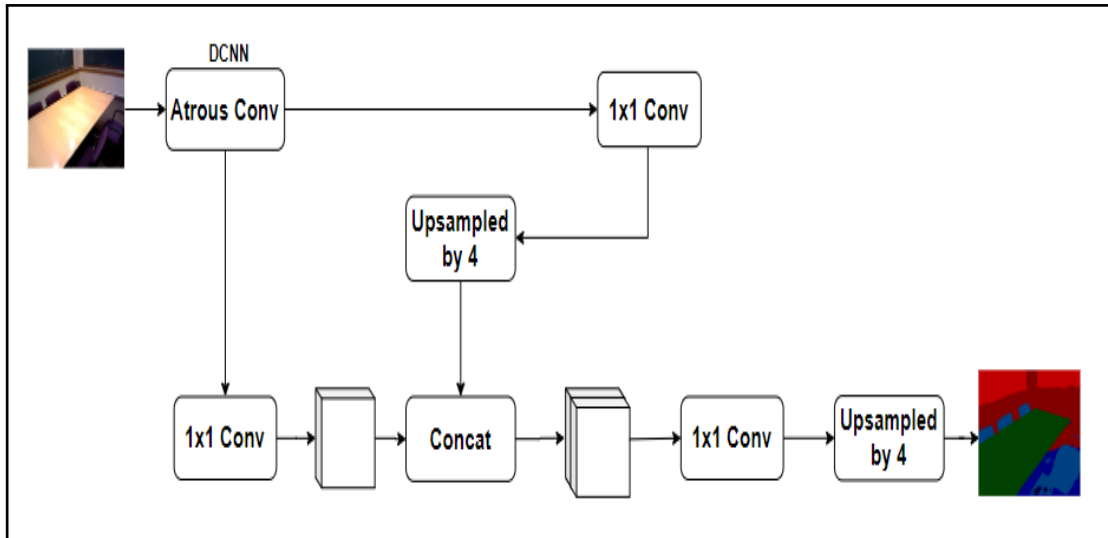 DCNN
Atrous Conv
1x1 Conv
Upsampled
by 4
1x1 Conv
Concat
1x1 Conv
Upsampled
by 4